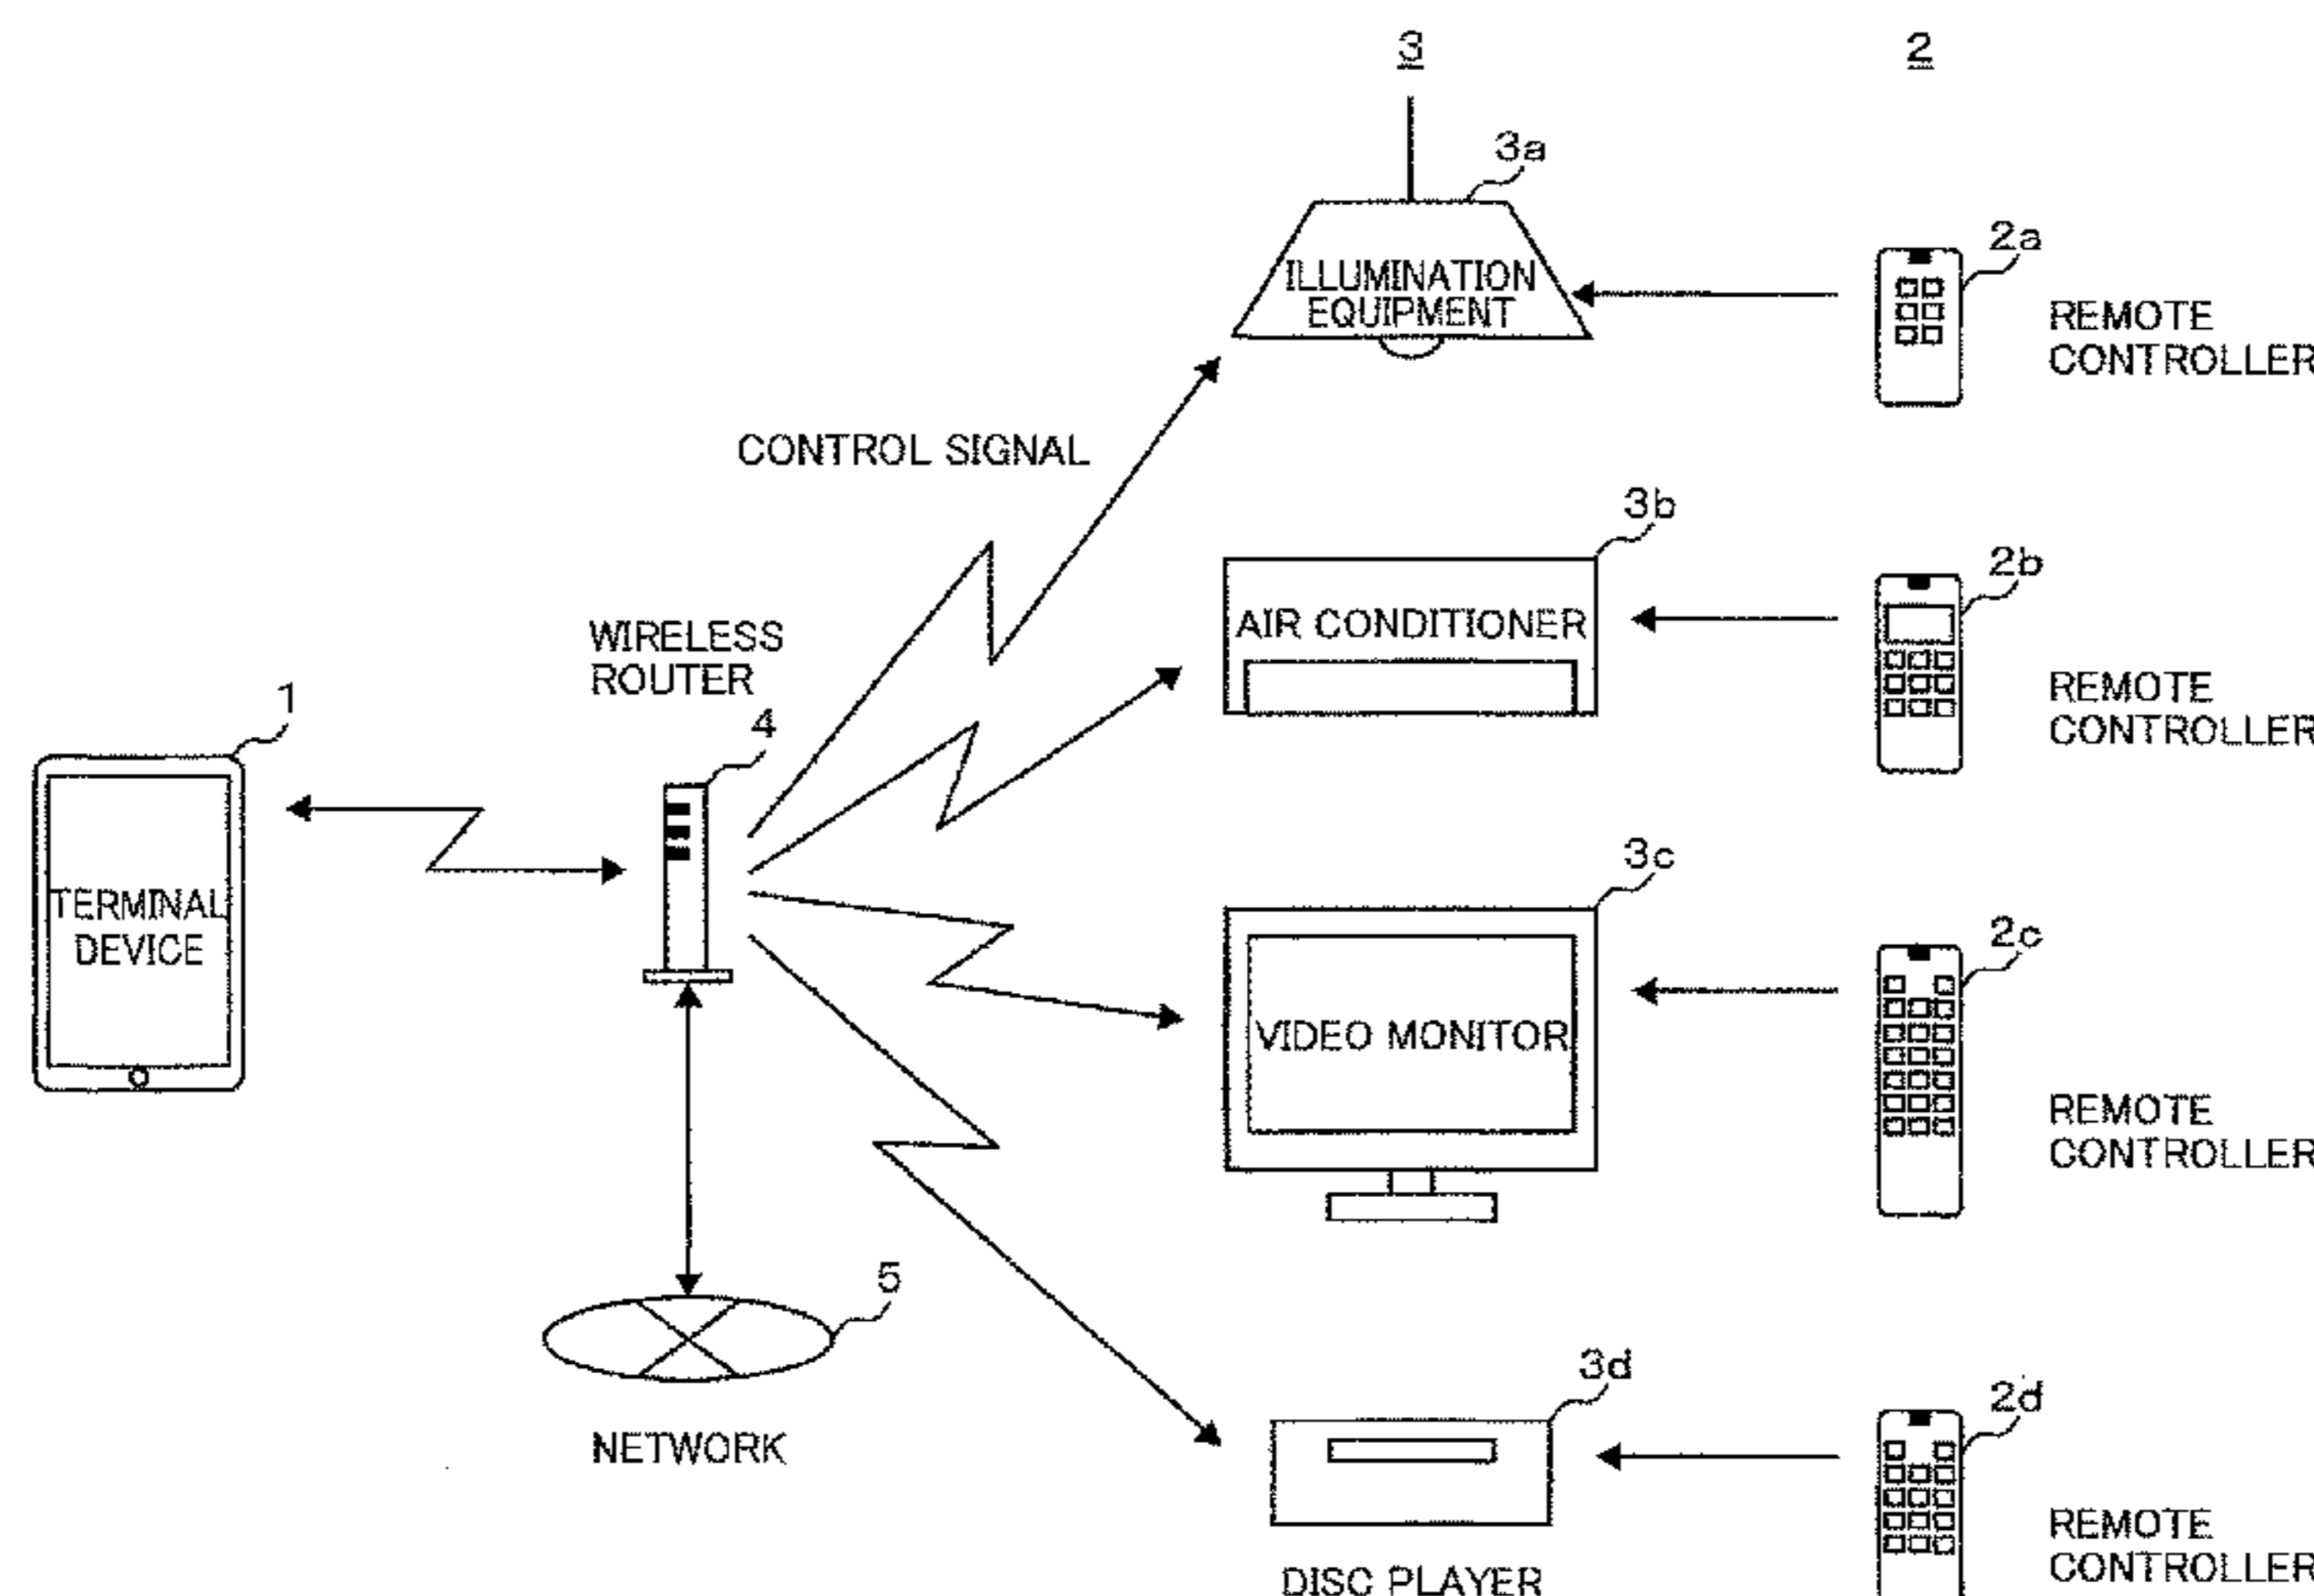 3
2
3a
ILLUMINATION
EQUIPMENT
2a
REMOTE
CONTROLLER
CONTROL SIGNAL
3b
AIR CONDITIONER
2b
REMOTE
CONTROLLER
WIRELESS
ROUTER
4
1
TERMINAL
DEVICE
3c
VIDEO MONITOR
2c
REMOTE
CONTROLLER
5
NETWORK
3d
DISC PLAYER
2d
REMOTE
CONTROLLER